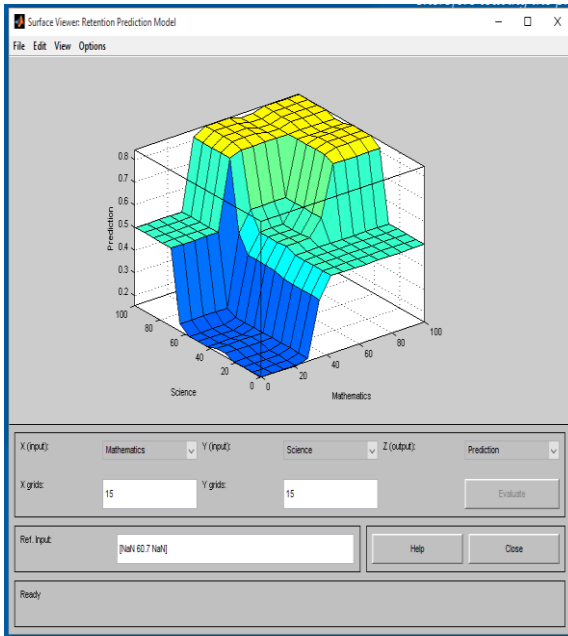 Surface Viewer: Retention Prediction Model
File Edit View Options
0.8
0.7
0.6
0.5
0.4
0.3
0.2
Prediction
100
80
60
40
20
0
Science
0
20
40
60
80
100
Mathematics
X (input): Mathematics Y (input): Science Z (output): Prediction
X grids: 15 Y grids: 15 Evaluate
Ref. Input: [NaN 60.7 NaN] Help Close
Ready